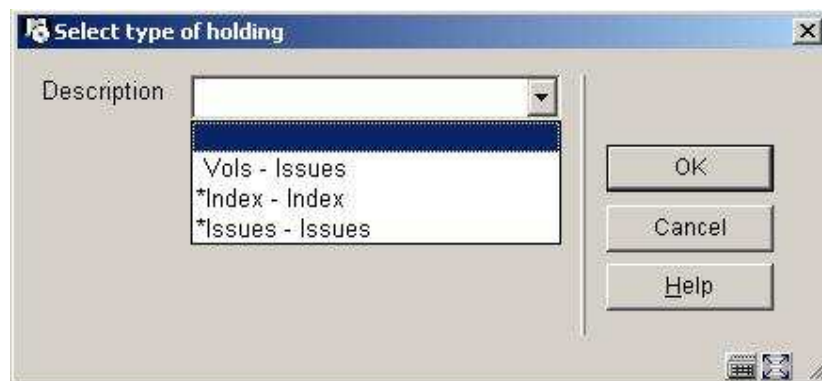 Select type of holding
Description
Vols - Issues
*Index - Index
*Issues - Issues
OK
Cancel
Help